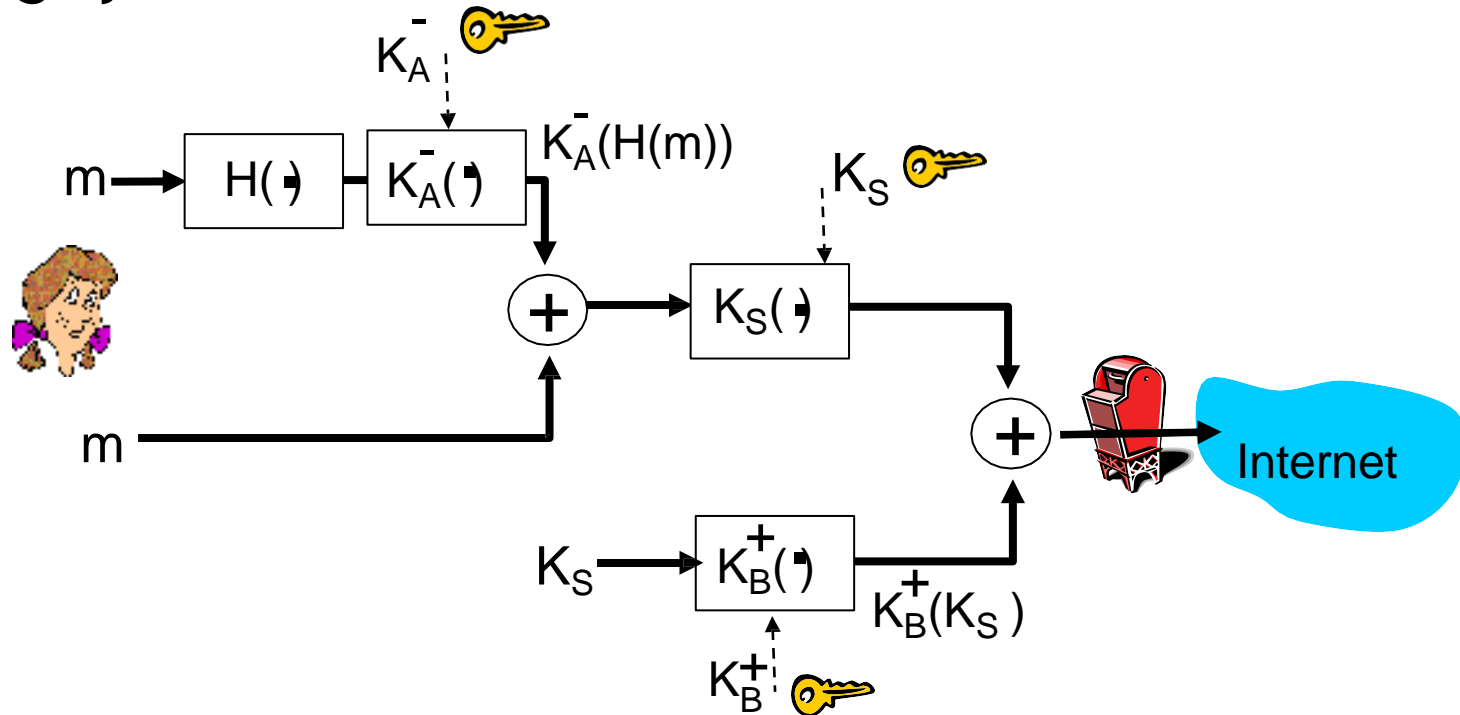 K_A^-
m
H(·)
K_A^-(·)
K_A^-(H(m))
K_S
+
K_S(·)
m
+
Internet
K_S
K_B^+(·)
K_B^+(K_S )
K_B^+